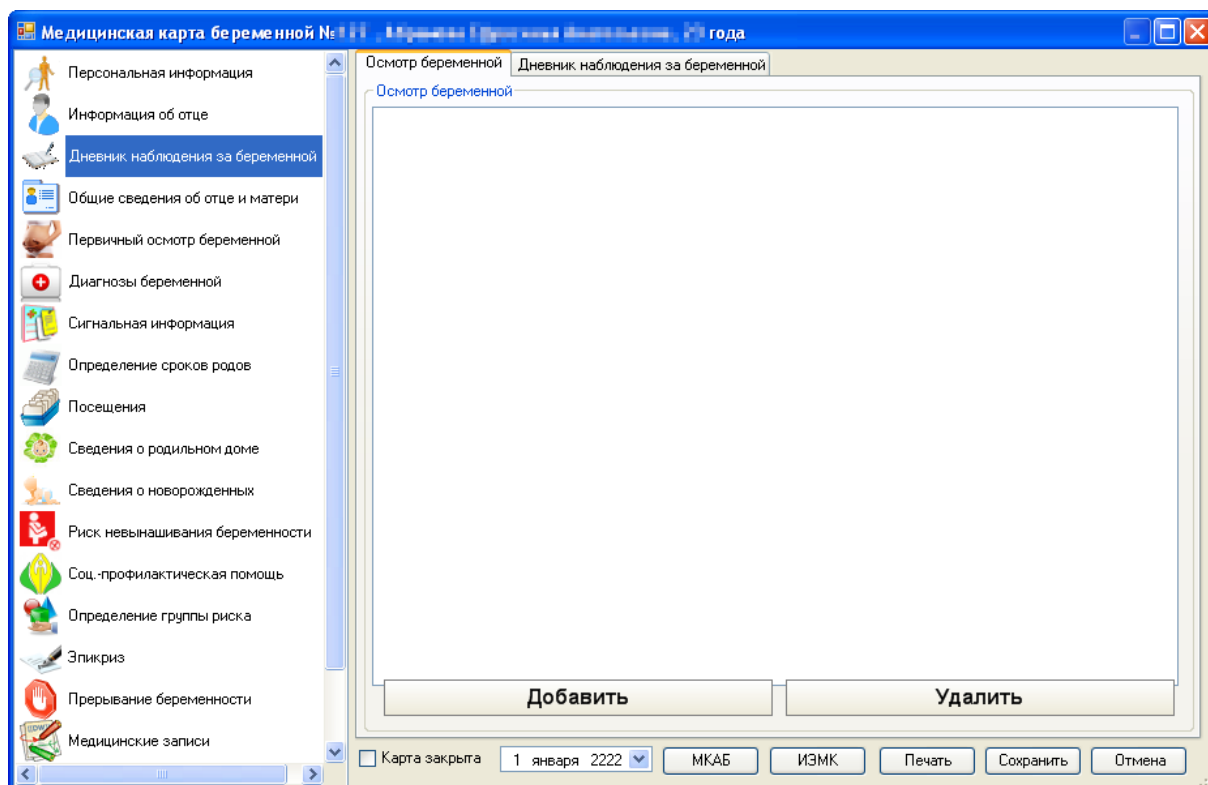 Медицинская карта беременной № года
Персональная информация
Информация об отце
Дневник наблюдения за беременной
Общие сведения об отце и матери
Первичный осмотр беременной
Диагнозы беременной
Сигнальная информация
Определение сроков родов
Посещения
Сведения о родильном доме
Сведения о новорожденных
Риск невынашивания беременности
Соц.-профилактическая помощь
Определение группы риска
Эпикриз
Прерывание беременности
Медицинские записи
Осмотр беременной Дневник наблюдения за беременной
Осмотр беременной
Добавить Удалить
Карта закрыта 1 января 2222 МКАБ ИЭМК Печать Сохранить Отмена